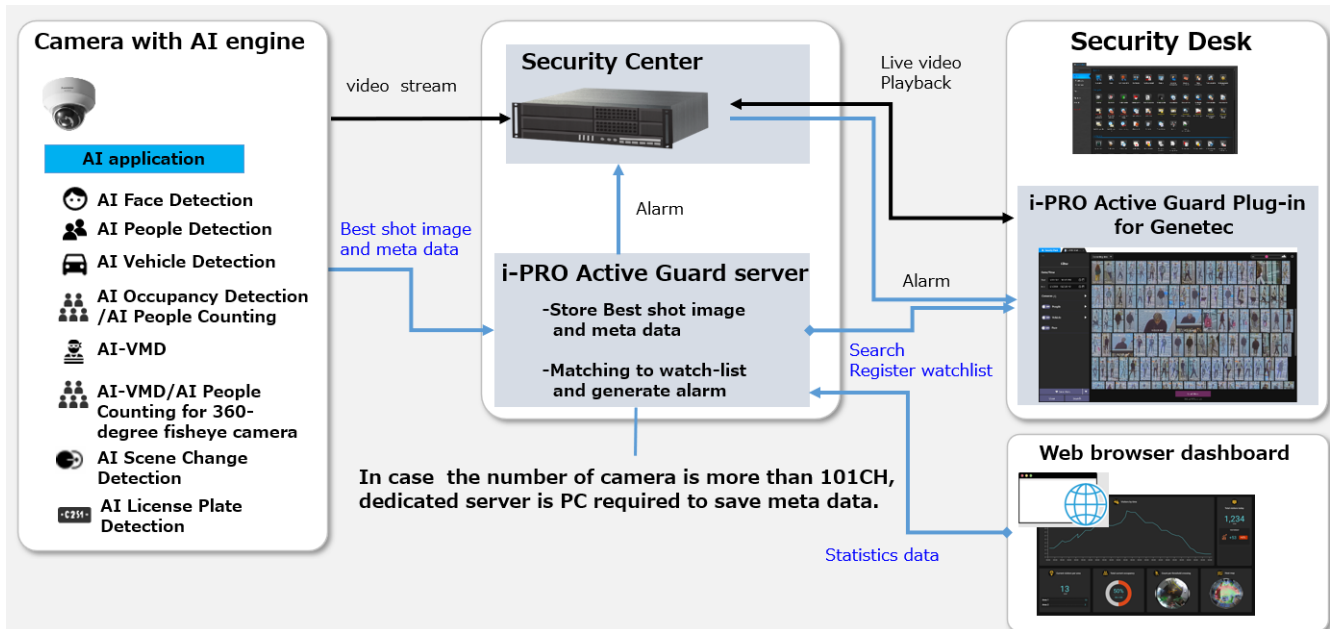 Camera with AI engine
AI application
AI Face Detection
AI People Detection
AI Vehicle Detection
AI Occupancy Detection
/AI People Counting
AI-VMD
AI-VMD/AI People
Counting for 360-
degree fisheye camera
AI Scene Change
Detection
AI License Plate
Detection
video stream
Best shot image
and meta data
Security Center
Alarm
i-PRO Active Guard server
-Store Best shot image
and meta data
-Matching to watch-list
and generate alarm
In case the number of camera is more than 101CH,
dedicated server is PC required to save meta data.
Live video
Playback
Alarm
Search
Register watchlist
Statistics data
Security Desk
i-PRO Active Guard Plug-in
for Genetec
Web browser dashboard
1,234
13
50%